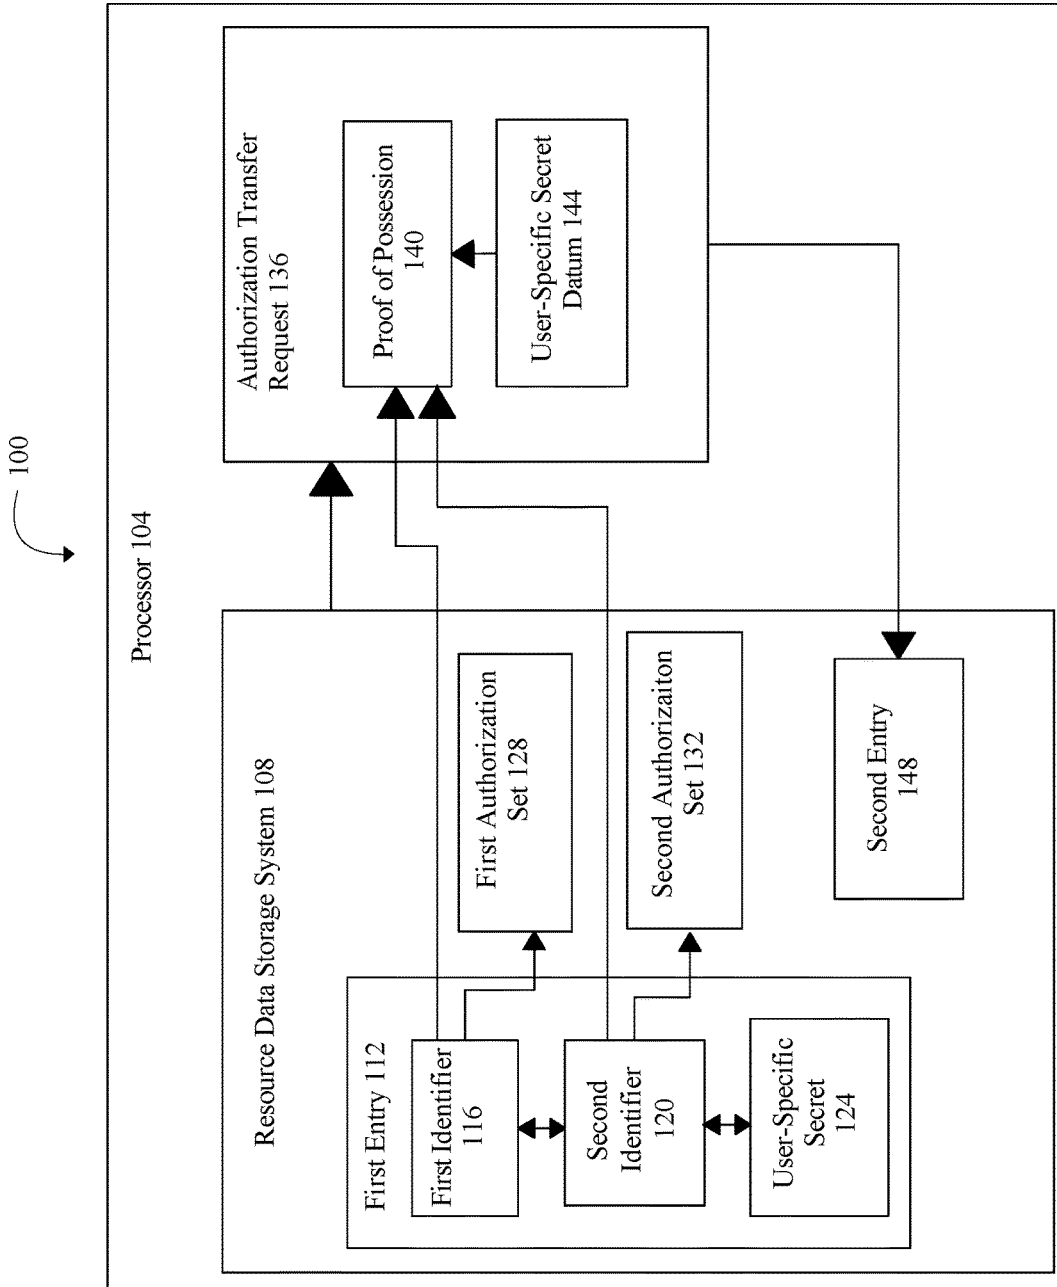 100
Processor 104
Resource Data Storage System 108
First Entry 112
First Identifier
116
Second
Identifier
120
User-Specific
Secret
124
First Authorization
Set 128
Second Authorizaiton
Set 132
Second Entry
148
Authorization Transfer
Request 136
Proof of Possession
140
User-Specific Secret
Datum 144